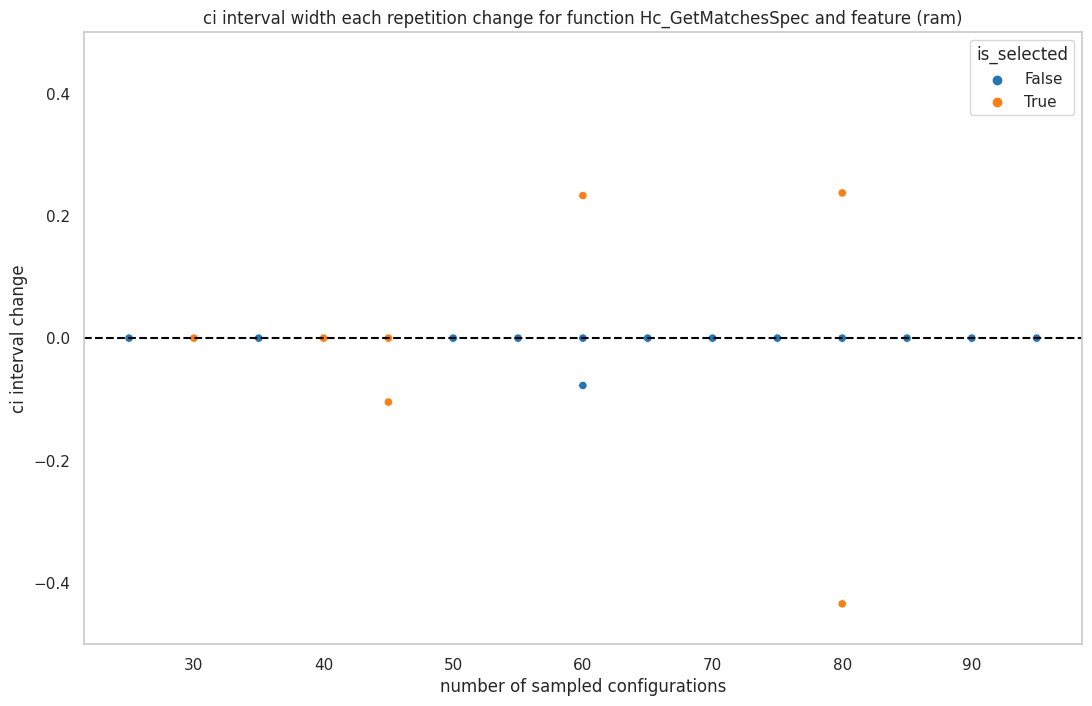 ci interval width each repetition change for function Hc_GetMatchesSpec and feature (ram)
is_selected
False
True
0.4
0.2
0.0
−0.2
−0.4
ci interval change
30 40 50 60 70 80 90
number of sampled configurations